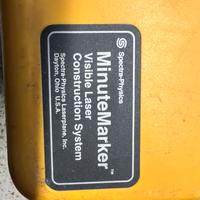 Spectra-Physics
MinuteMarker™
Visible Laser
Construction System
Spectra-Physics Laserplane, Inc.
Dayton, Ohio U.S.A.